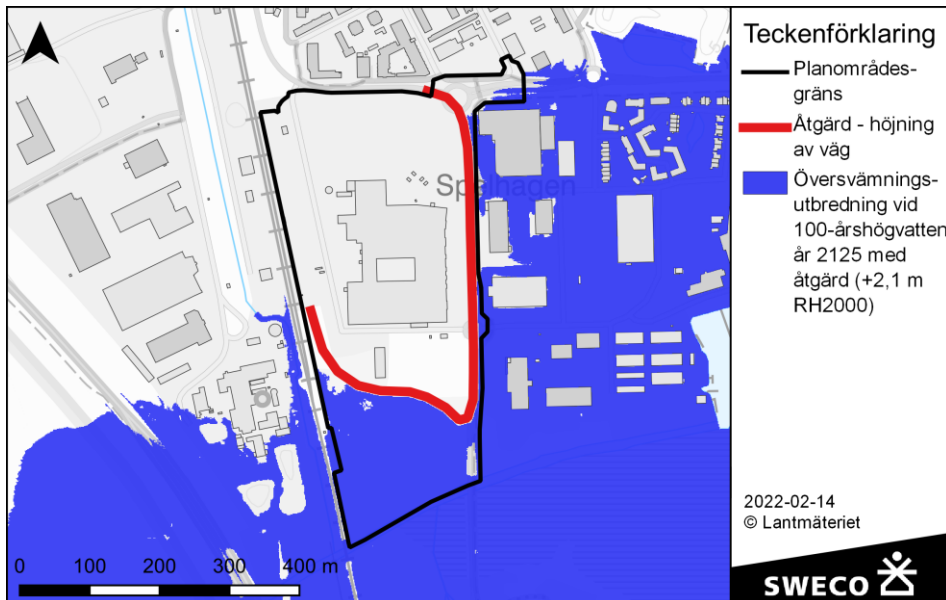 Teckenförklaring
Planområdes-
gräns
Åtgärd - höjning
av väg
Översvämnings-
utbredning vid
100-årshögvatten
år 2125 med
åtgärd (+2,1 m
RH2000)
Spelhagen
2022-02-14
© Lantmäteriet
0 100 200 300 400 m
SWECO